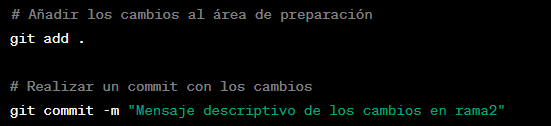 # Añadir los cambios al área de preparación
git add .
# Realizar un commit con los cambios
git commit -m "Mensaje descriptivo de los cambios en rama2"